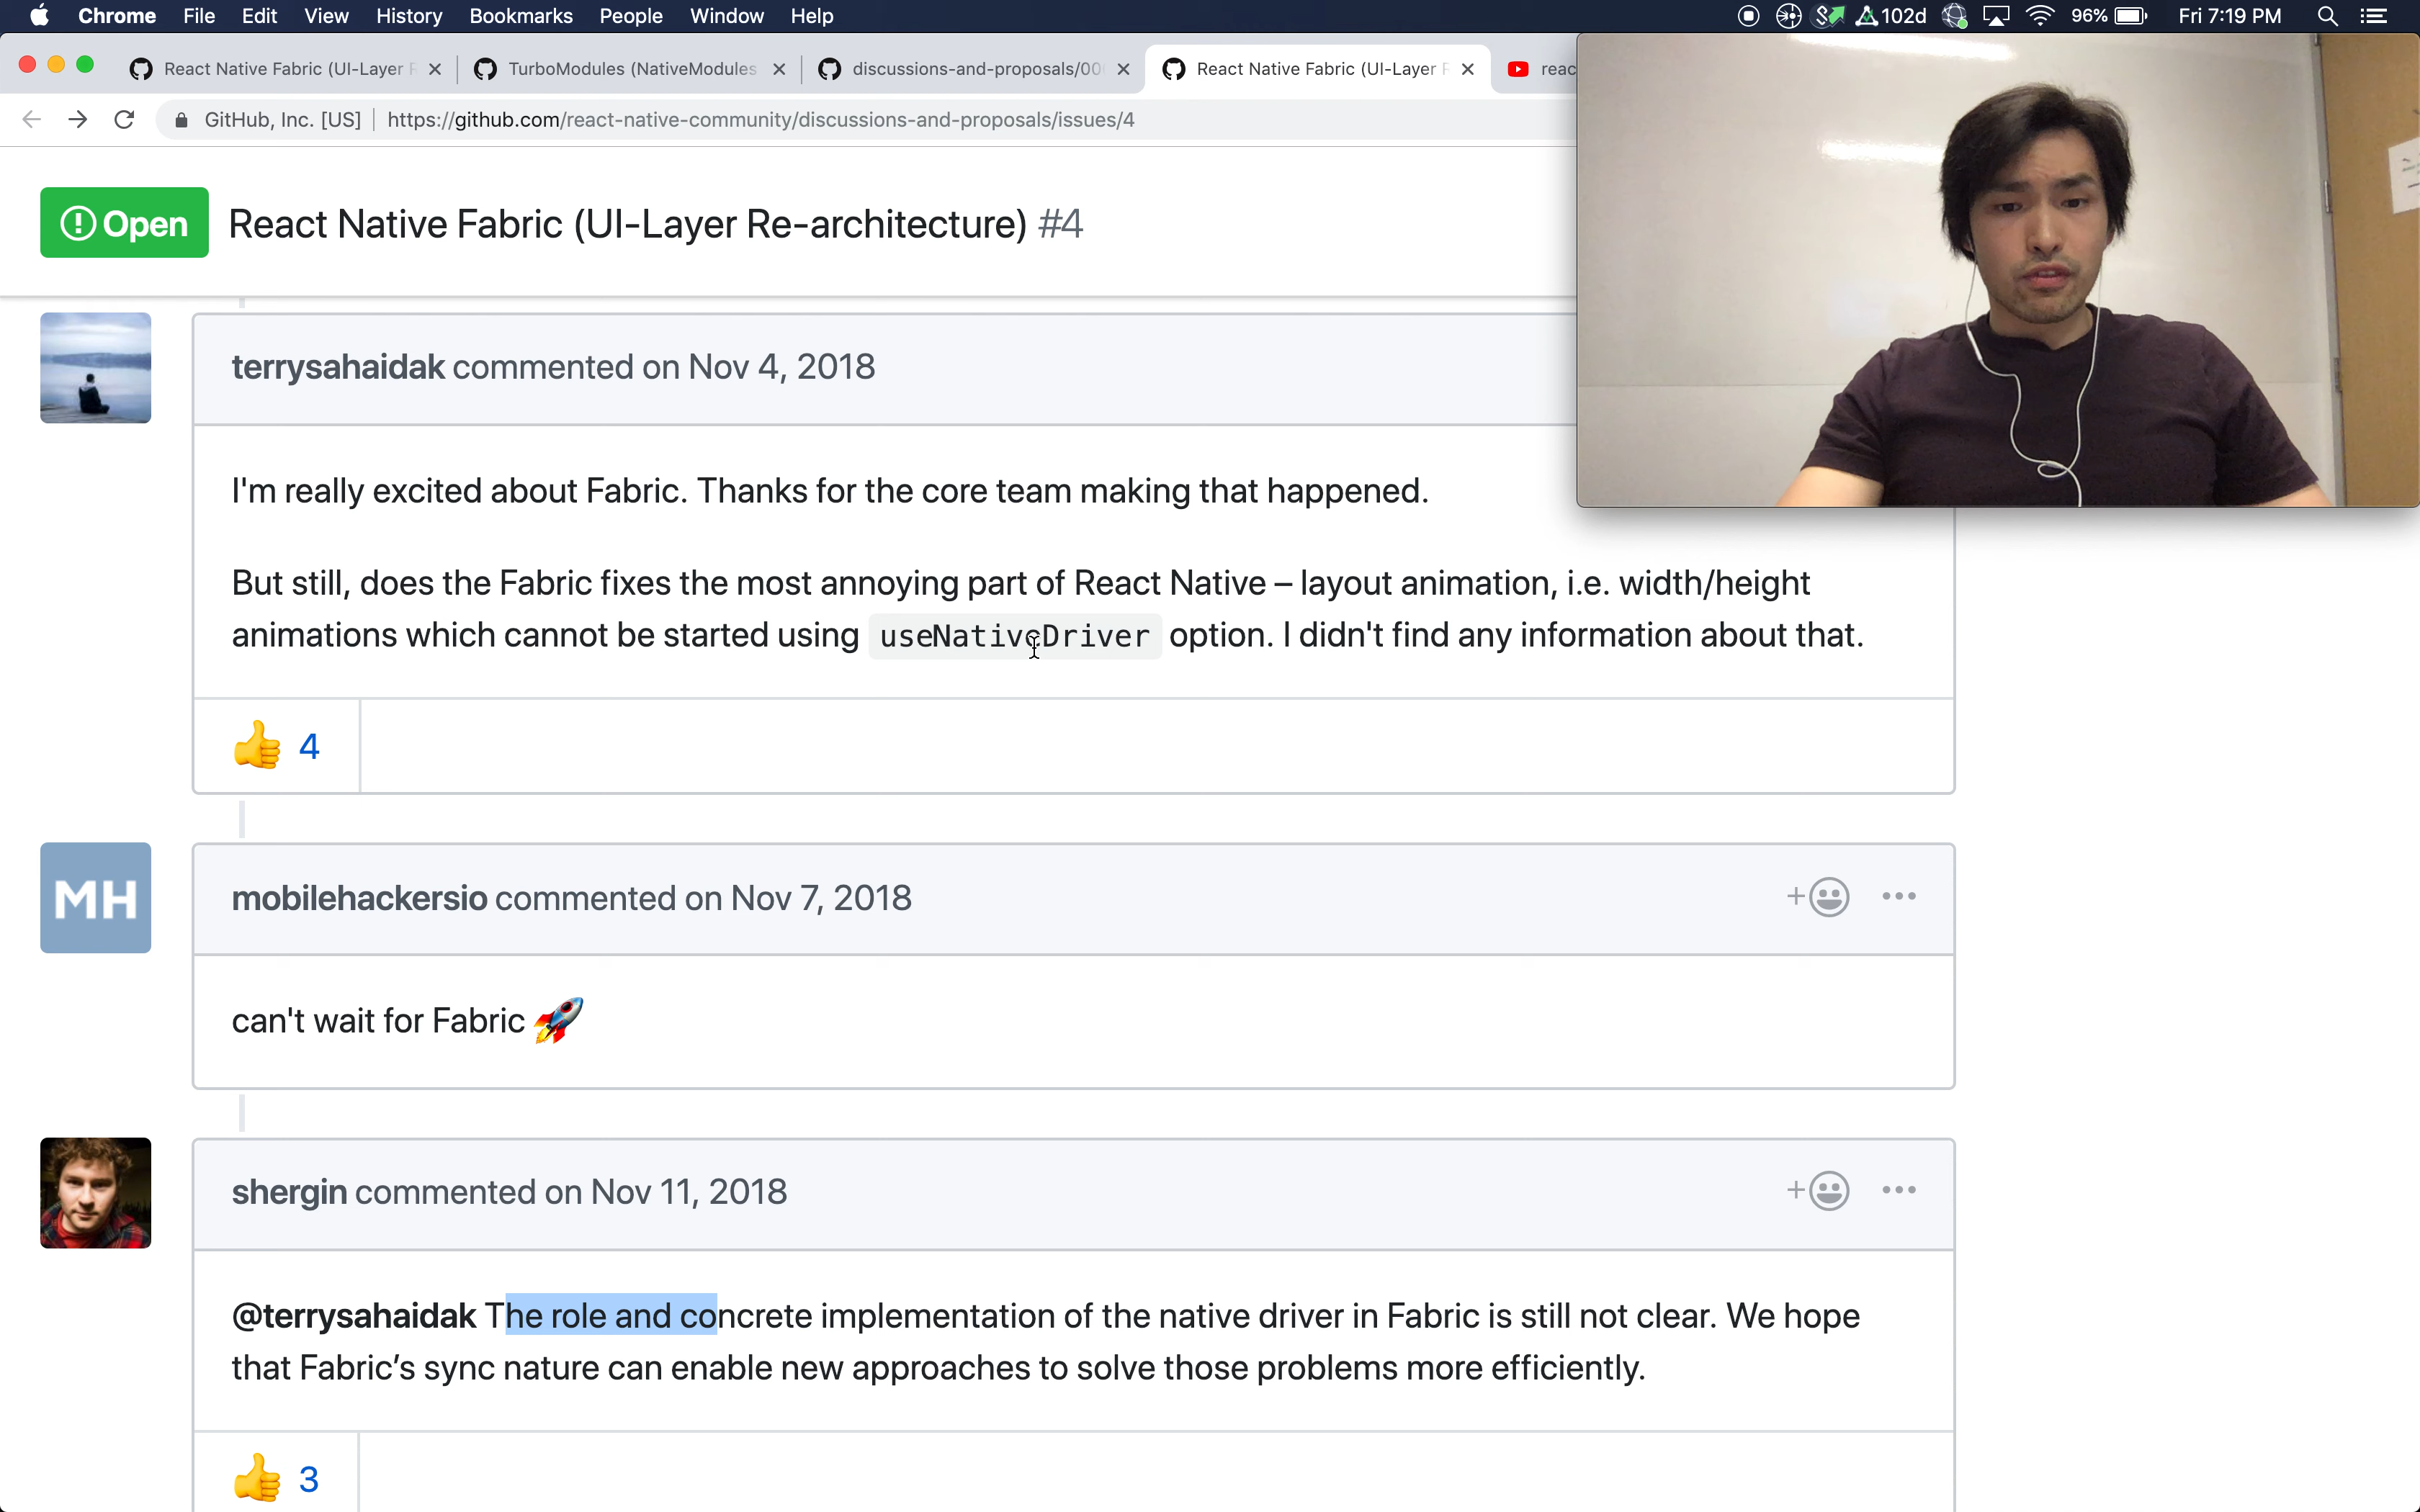 Chrome File Edit View History Bookmarks People Window Help 102d 96% Fri 7:19 PM
React Native Fabric (UI-Layer TurboModules (NativeModules discussions-and-proposals/00 React Native Fabric (UI-Layer reac
GitHub, Inc. [US] https://github.com/react-native-community/discussions-and-proposals/issues/4
Open React Native Fabric (UI-Layer Re-architecture) #4
terrysahaidak commented on Nov 4, 2018
I'm really excited about Fabric. Thanks for the core team making that happened.
But still, does the Fabric fixes the most annoying part of React Native – layout animation, i.e. width/height
animations which cannot be started using useNativeDriver option. I didn't find any information about that.
👍 4
MH
mobilehackersio commented on Nov 7, 2018
can't wait for Fabric 🚀
shergin commented on Nov 11, 2018
@terrysahaidak The role and concrete implementation of the native driver in Fabric is still not clear. We hope
that Fabric’s sync nature can enable new approaches to solve those problems more efficiently.
👍 3